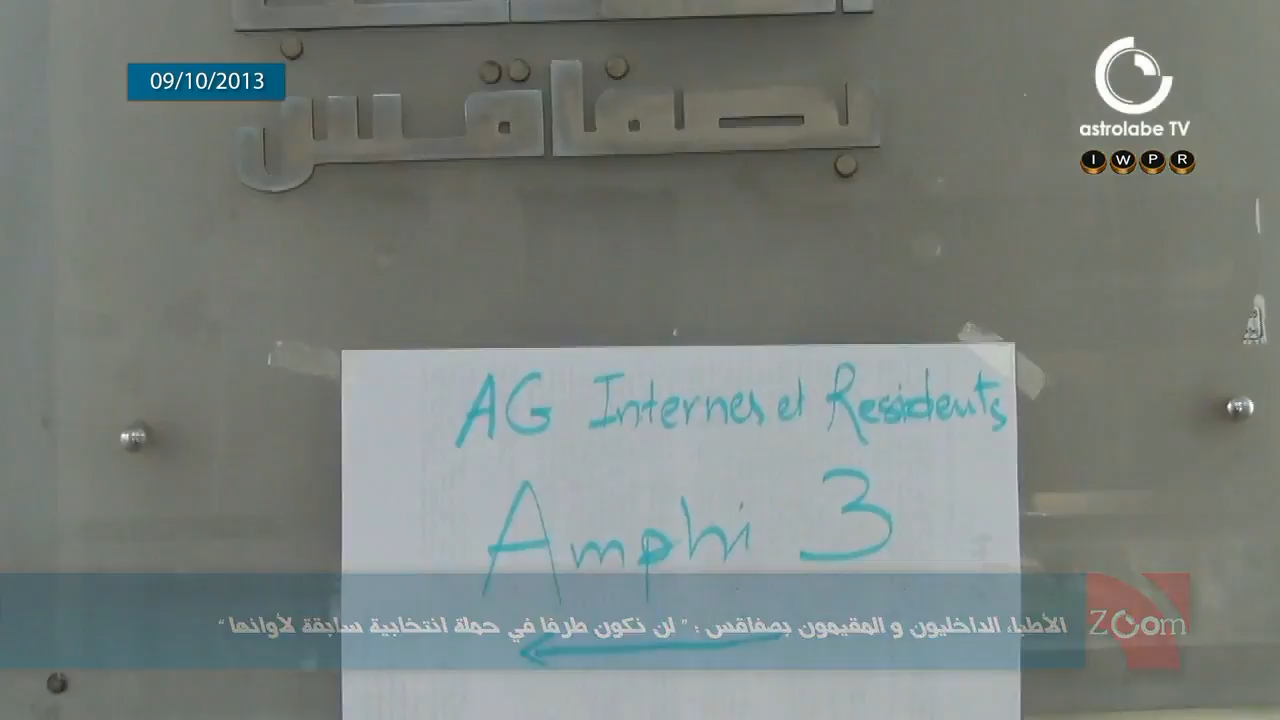 09/10/2013
astrolabe TV
I W P R
بصفاقس
AG Internes et Residents
Amphi 3
الأطباء الداخليون و المقيمون بصفاقس : " لن نكون طرفا في حملة انتخابية سابقة لأوانها "
Zoom